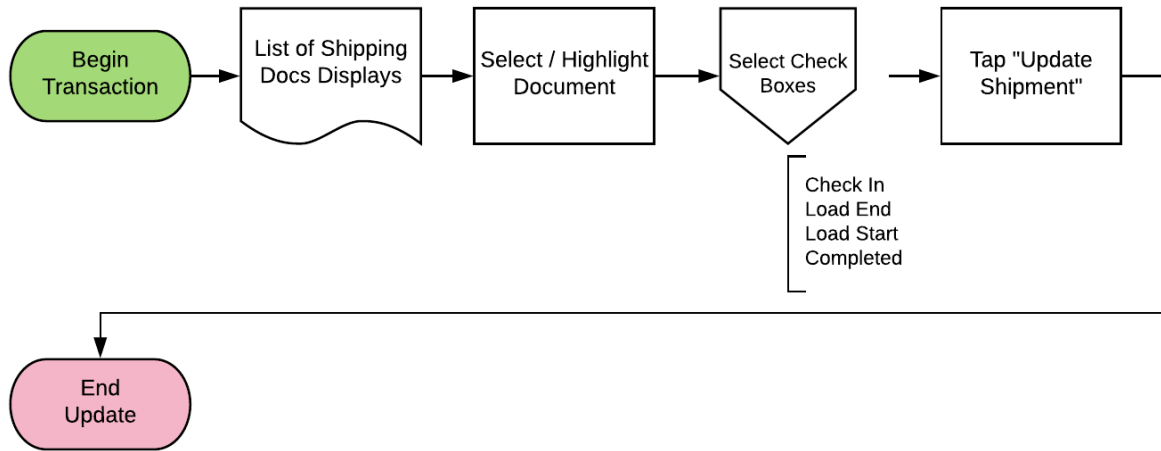 Begin
Transaction
List of Shipping
Docs Displays
Select / Highlight
Document
Select Check
Boxes
Tap "Update
Shipment"
Check In
Load End
Load Start
Completed
End
Update